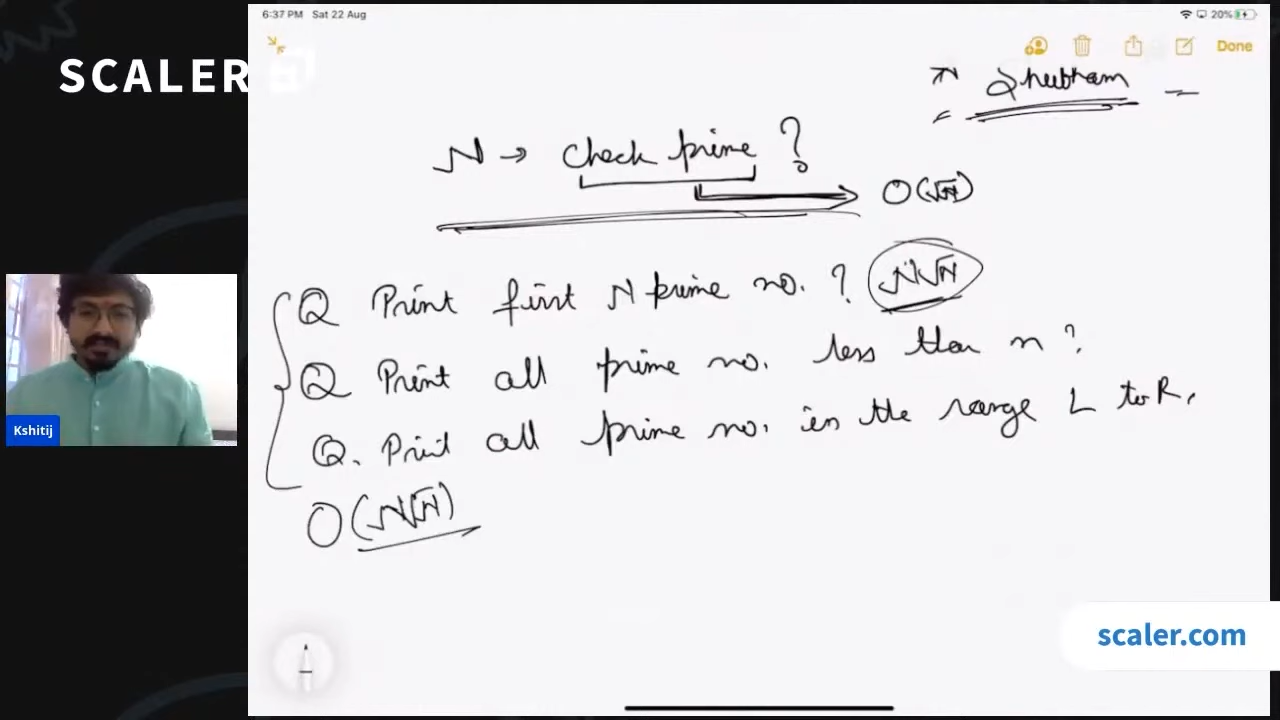 6:37 PM Sat 22 Aug
20%
SCALER
Done
Shubham
N → Check prime ?
O(√N)
Q Print first N prime no. ? N√N
Q Print all prime no. less than n ?
Q. Print all prime no. in the range L to R.
O(N√N)
Kshitij
scaler.com